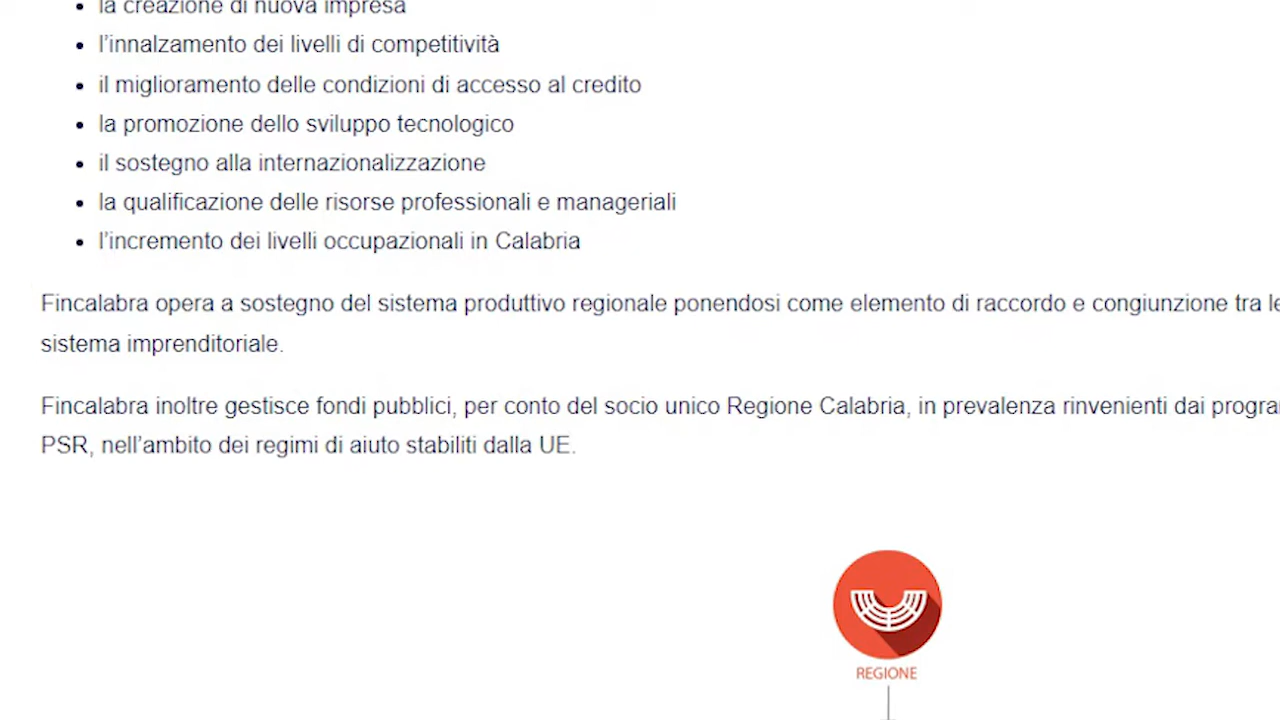 la creazione di nuova impresa
l’innalzamento dei livelli di competitività
il miglioramento delle condizioni di accesso al credito
la promozione dello sviluppo tecnologico
il sostegno alla internazionalizzazione
la qualificazione delle risorse professionali e manageriali
l’incremento dei livelli occupazionali in Calabria
Fincalabra opera a sostegno del sistema produttivo regionale ponendosi come elemento di raccordo e congiunzione tra
sistema imprenditoriale.
Fincalabra inoltre gestisce fondi pubblici, per conto del socio unico Regione Calabria, in prevalenza rinvenienti dai
PSR, nell’ambito dei regimi di aiuto stabiliti dalla UE.
REGIONE